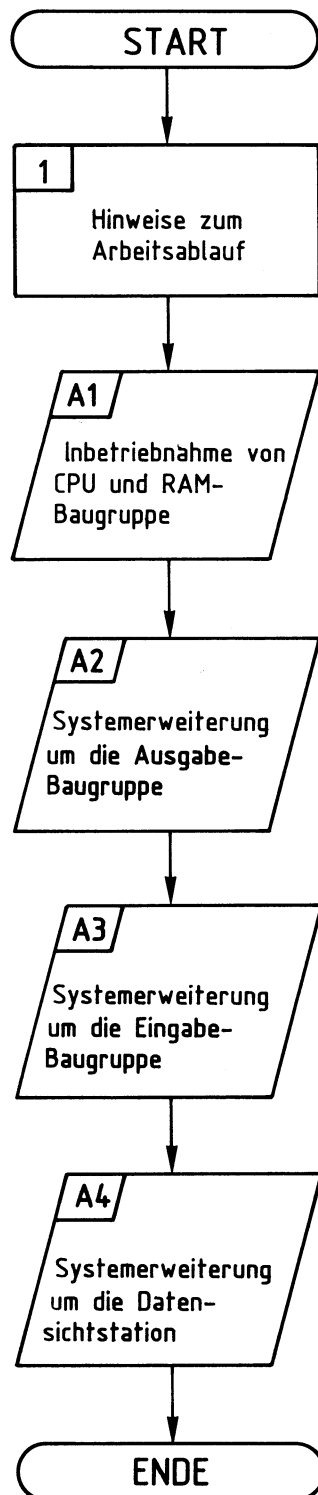 START
1
Hinweise zum
Arbeitsablauf
A1
Inbetriebnahme von
CPU und RAM-
Baugruppe
A2
Systemerweiterung
um die Ausgabe-
Baugruppe
A3
Systemerweiterung
um die Eingabe-
Baugruppe
A4
Systemerweiterung
um die Daten-
sichtstation
ENDE